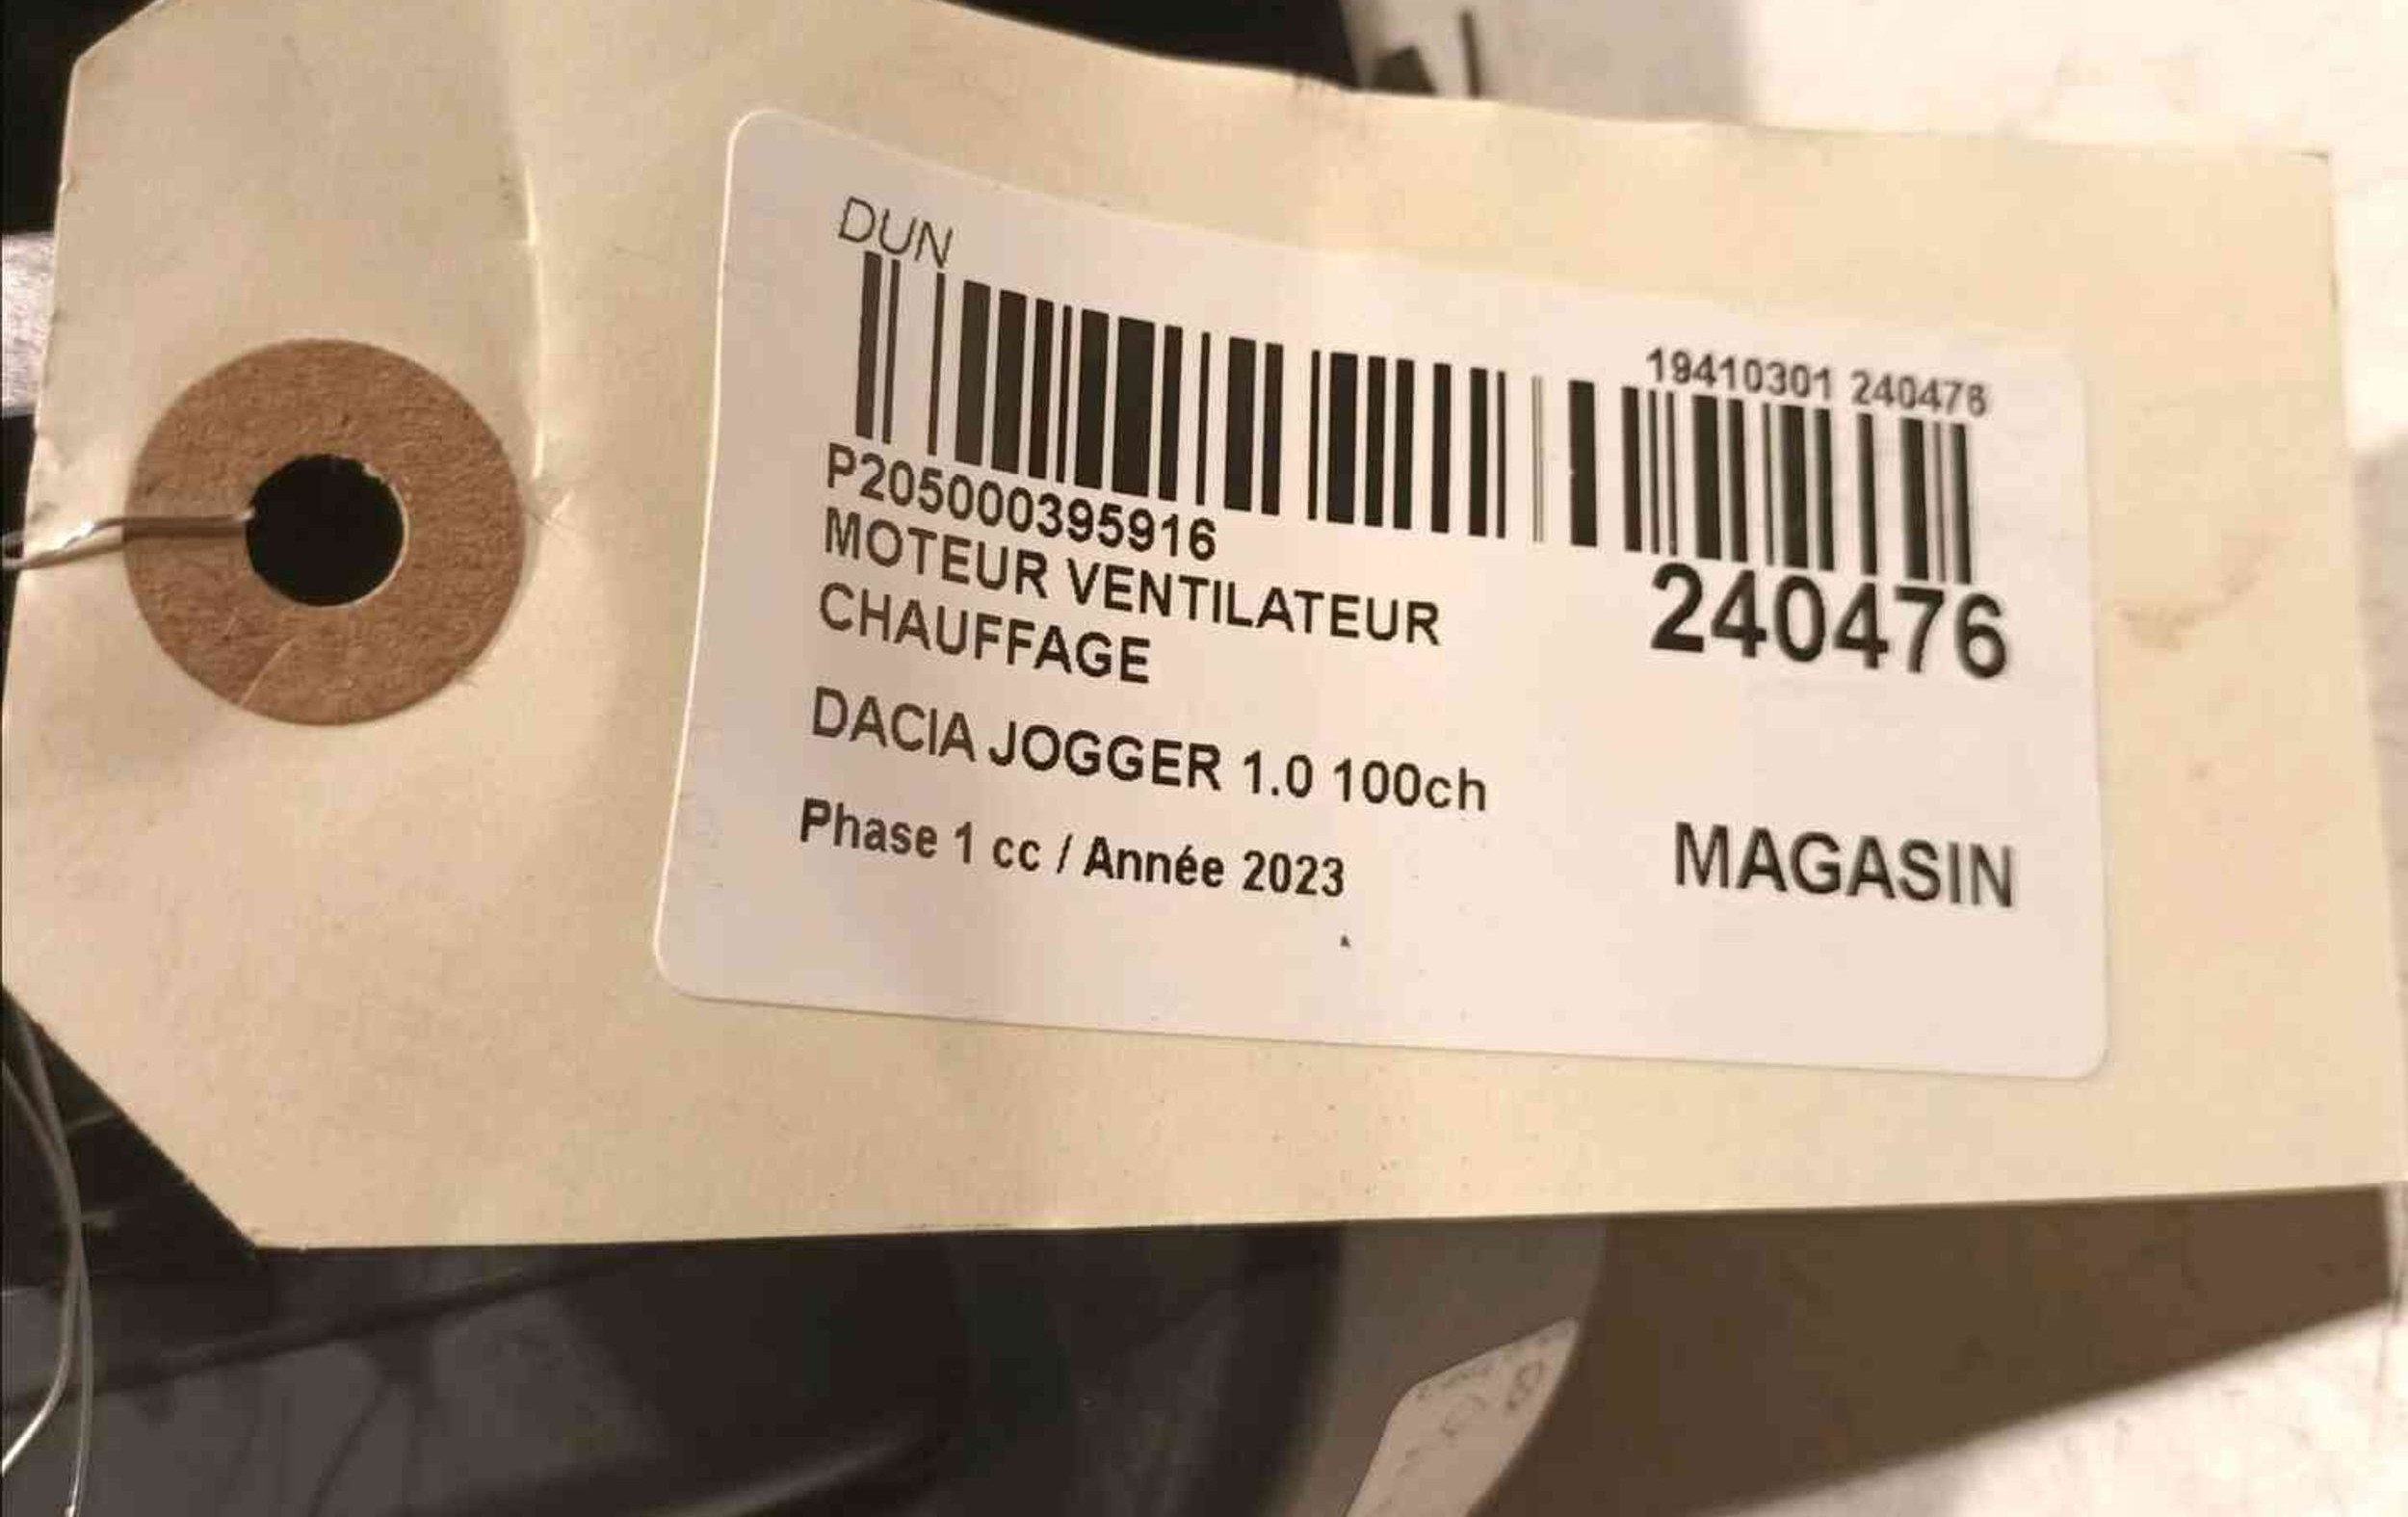 DUN
19410301 240476
P205000395916
240476
MOTEUR VENTILATEUR
CHAUFFAGE
DACIA JOGGER 1.0 100ch
Phase 1 cc / Année 2023
MAGASIN